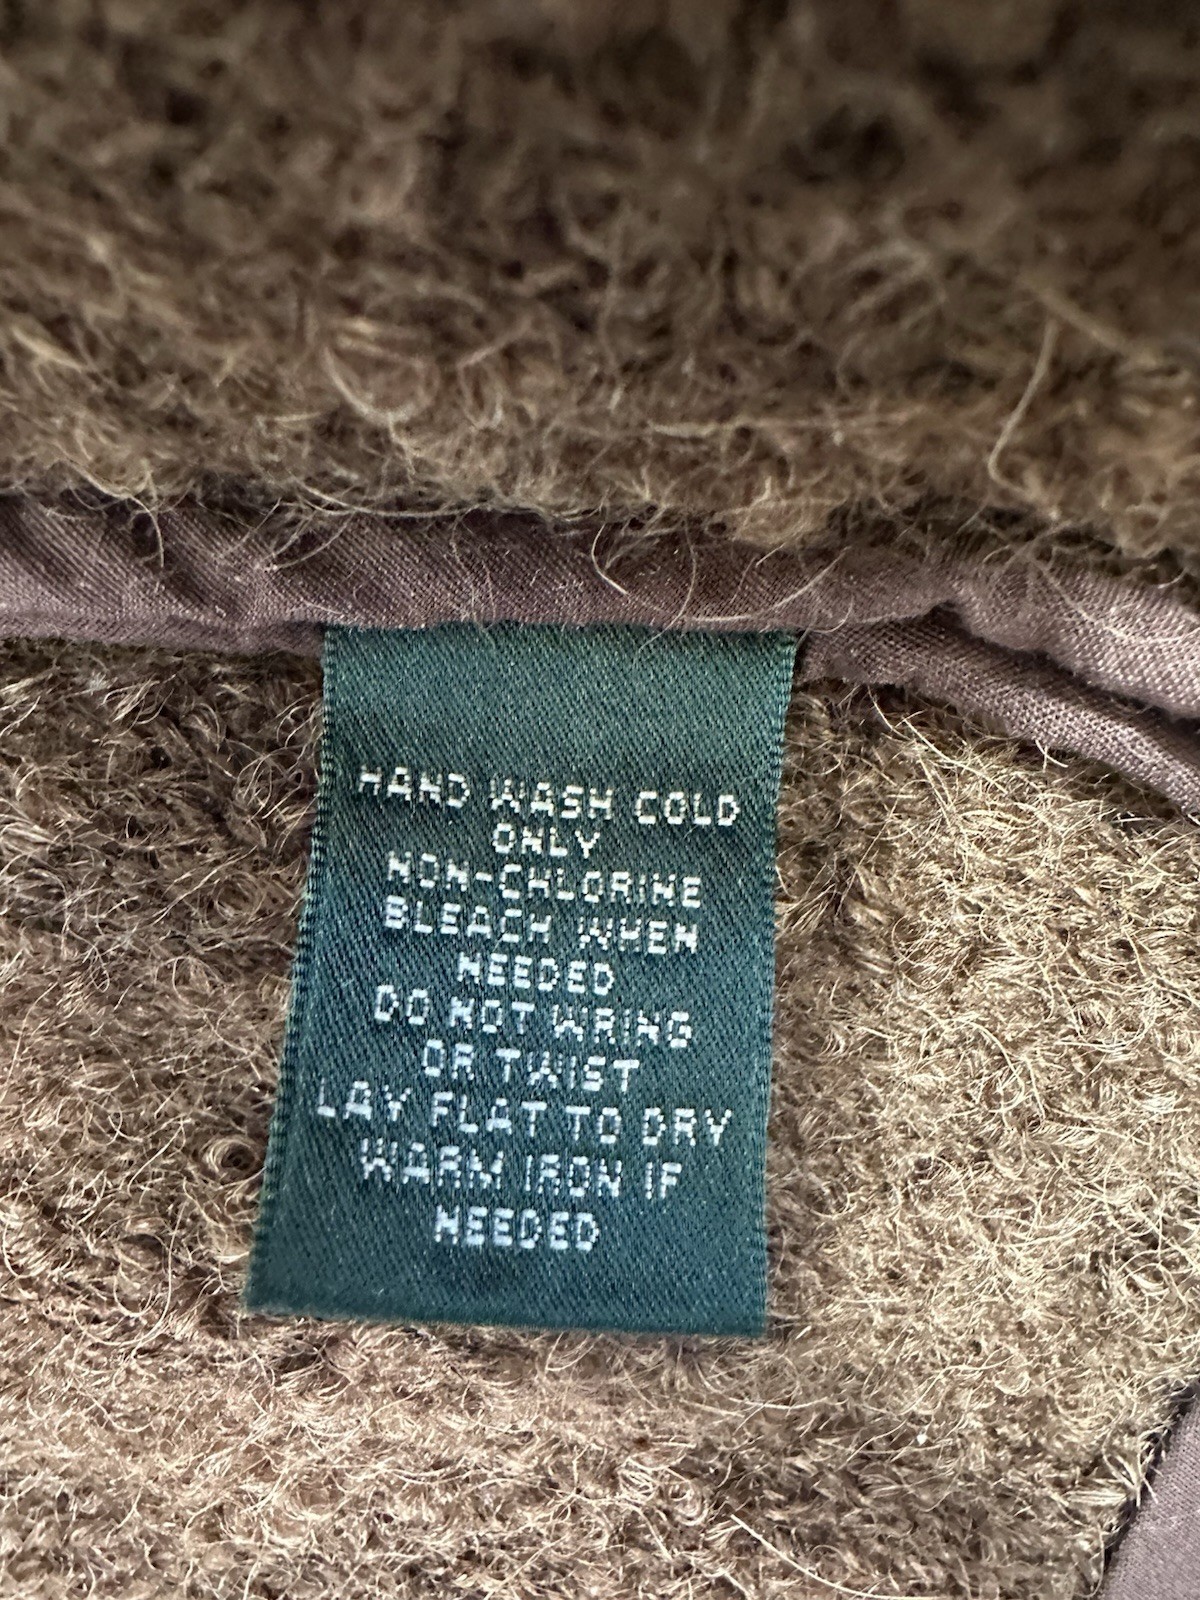 HAND WASH COLD
ONLY
NON-CHLORINE
BLEACH WHEN
NEEDED
DO NOT WRING
OR TWIST
LAY FLAT TO DRY
WARM IRON IF
NEEDED